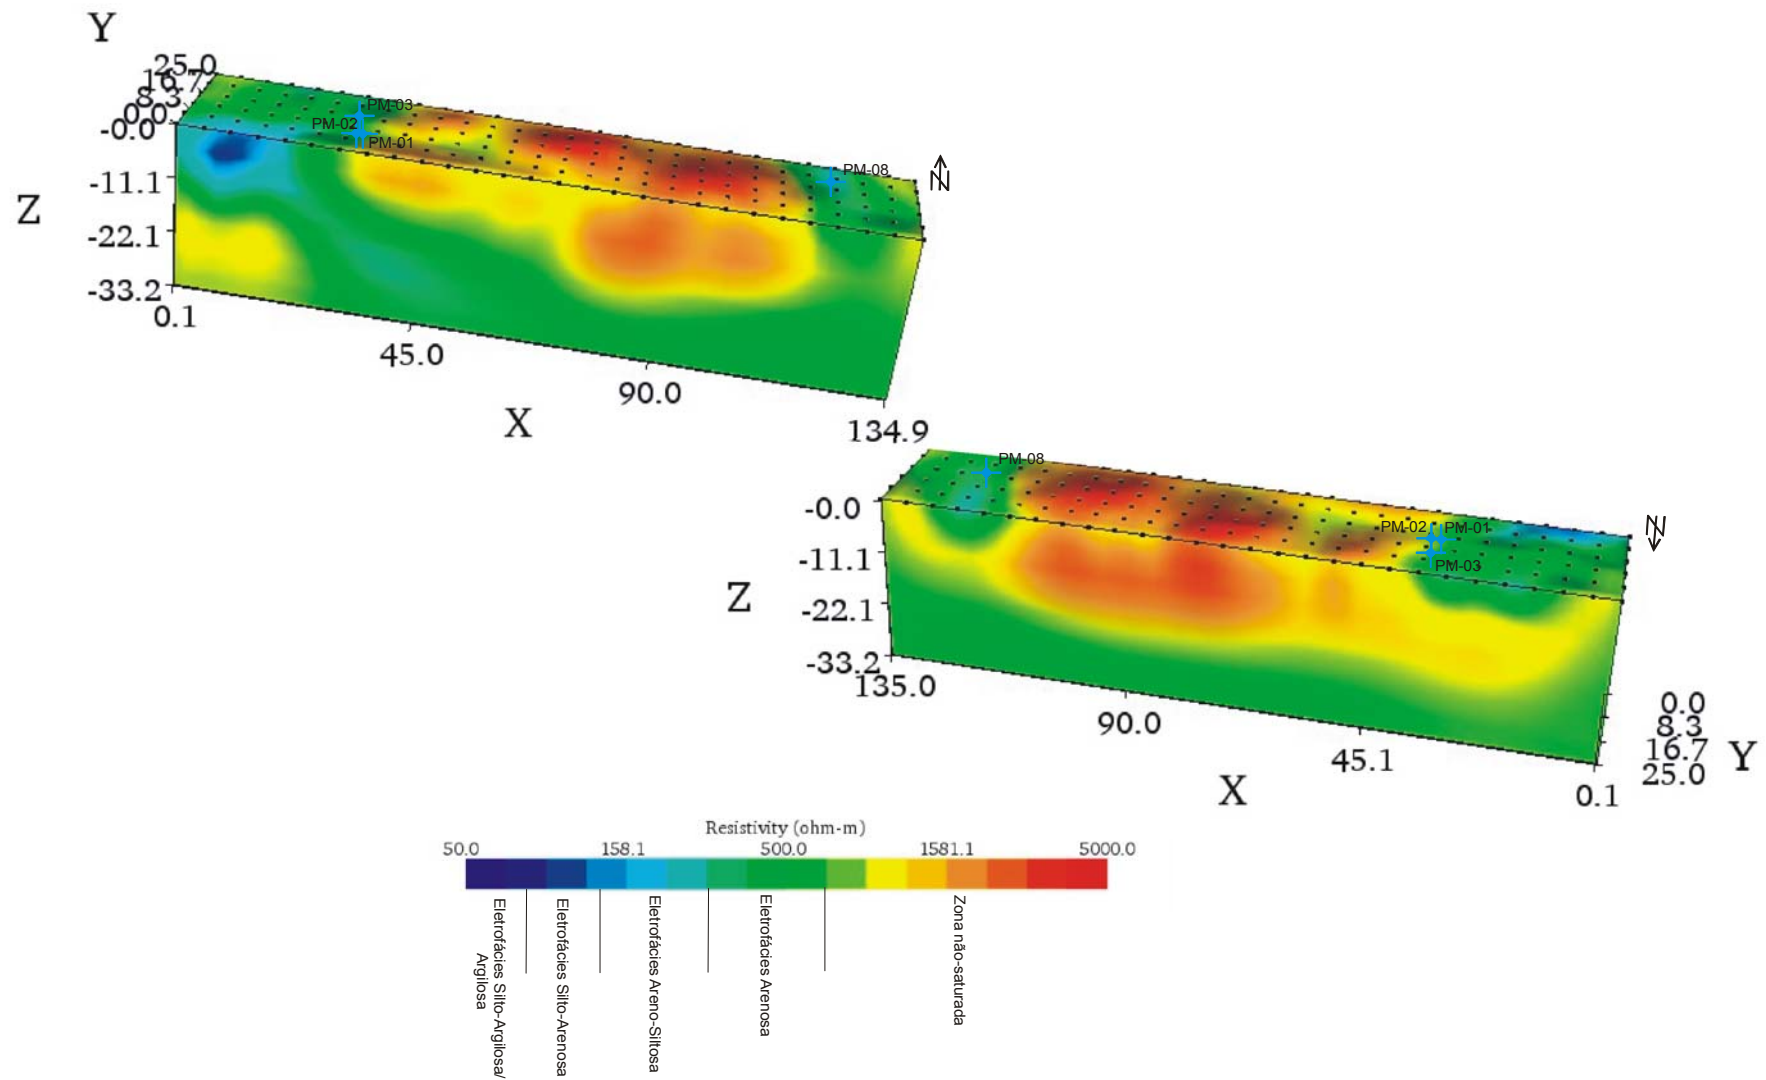 Y
25.0
16.7
8.3
0.0
-0.0
PM-03
PM-02
PM-01
PM-08
N
-11.1
Z
-22.1
-33.2
0.1
45.0
90.0
X
134.9
PM-08
-0.0
PM-02
PM-01
N
PM-03
-11.1
Z
-22.1
-33.2
135.0
90.0
45.1
0.1
X
0.0
8.3
16.7
25.0
Y
Resistivity (ohm-m)
50.0 158.1 500.0 1581.1 5000.0
Eletrofácies Silto-Argilosa/
Argilosa
Eletrofácies Silto-Arenosa
Eletrofácies Areno-Siltosa
Eletrofácies Arenosa
Zona não-saturada